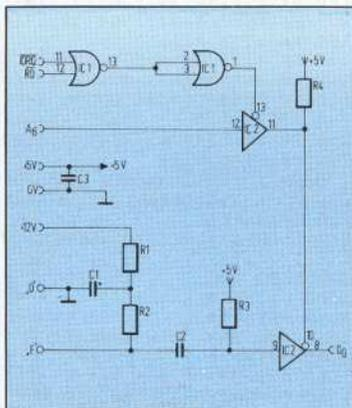 IORQ 11 13 2 1
RD 12 IC1 3 IC1
+5V
R4
13
A6 12 IC2 11
+5V +5V
C3
0V
+12V
R1
+5V
"0" C1
R2 R3
10
"F" C2 9 IC2 8 D0